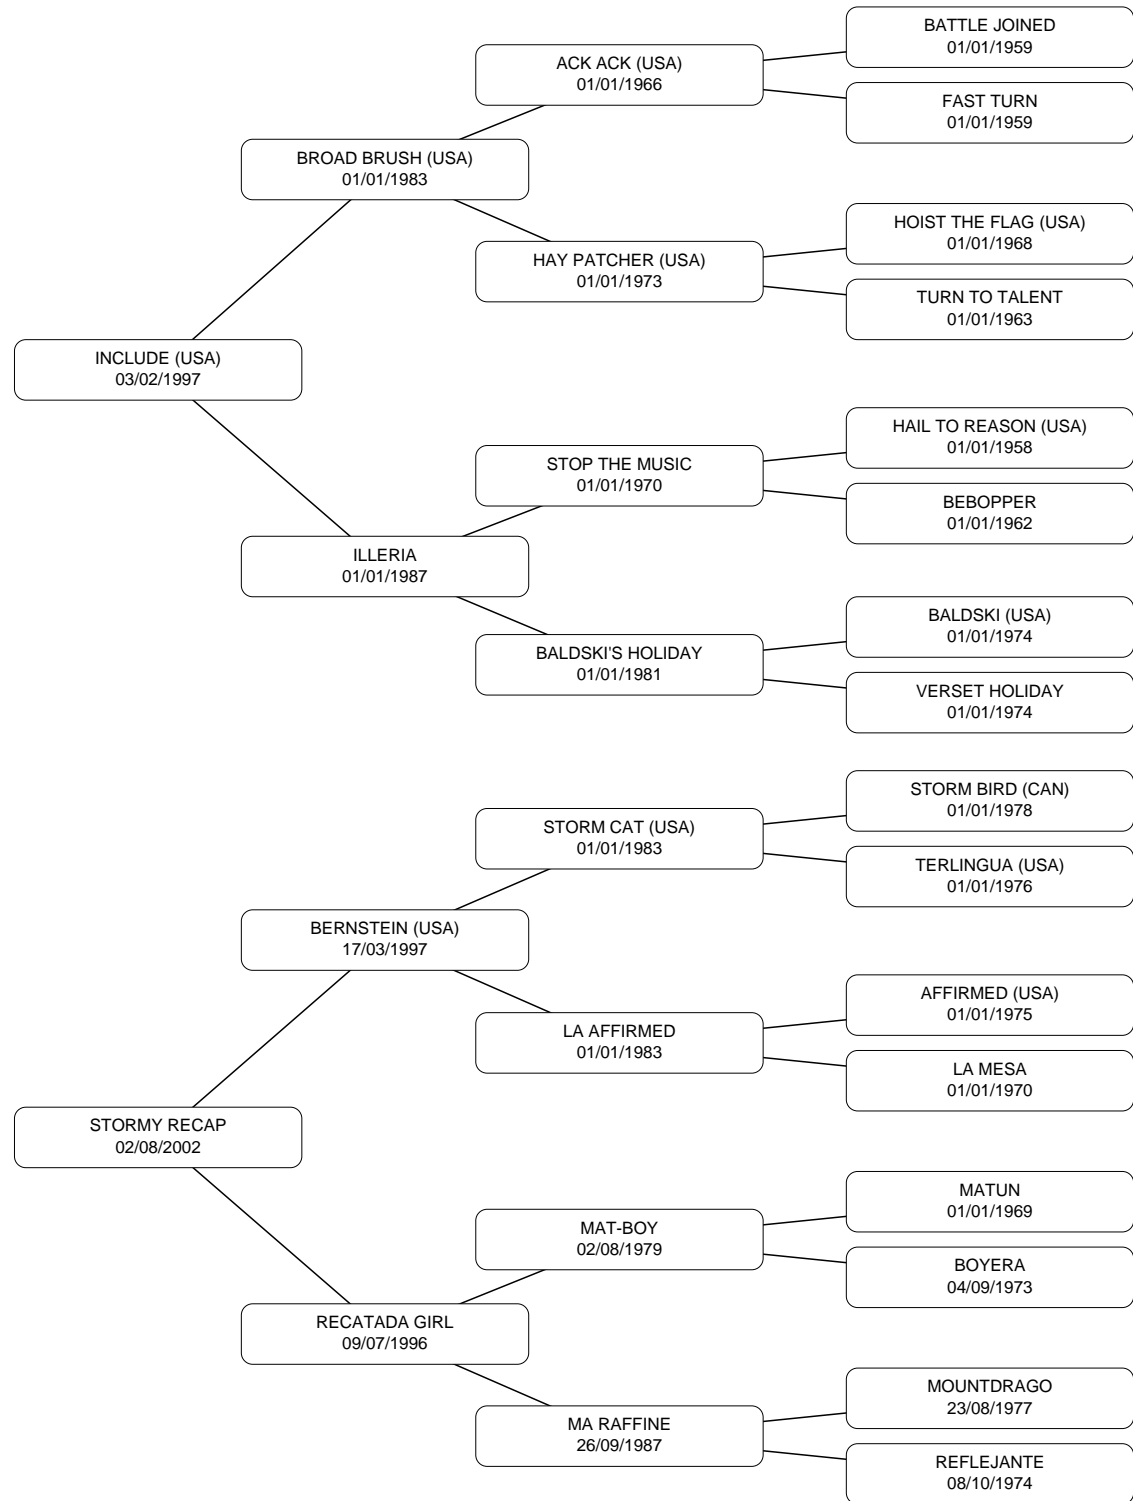 BATTLE JOINED
01/01/1959
ACK ACK (USA)
01/01/1966
FAST TURN
01/01/1959
BROAD BRUSH (USA)
01/01/1983
HOIST THE FLAG (USA)
01/01/1968
HAY PATCHER (USA)
01/01/1973
TURN TO TALENT
01/01/1963
INCLUDE (USA)
03/02/1997
HAIL TO REASON (USA)
01/01/1958
STOP THE MUSIC
01/01/1970
BEBOPPER
01/01/1962
ILLERIA
01/01/1987
BALDSKI (USA)
01/01/1974
BALDSKI'S HOLIDAY
01/01/1981
VERSET HOLIDAY
01/01/1974
STORM BIRD (CAN)
01/01/1978
STORM CAT (USA)
01/01/1983
TERLINGUA (USA)
01/01/1976
BERNSTEIN (USA)
17/03/1997
AFFIRMED (USA)
01/01/1975
LA AFFIRMED
01/01/1983
LA MESA
01/01/1970
STORMY RECAP
02/08/2002
MATUN
01/01/1969
MAT-BOY
02/08/1979
BOYERA
04/09/1973
RECATADA GIRL
09/07/1996
MOUNTDRAGO
23/08/1977
MA RAFFINE
26/09/1987
REFLEJANTE
08/10/1974